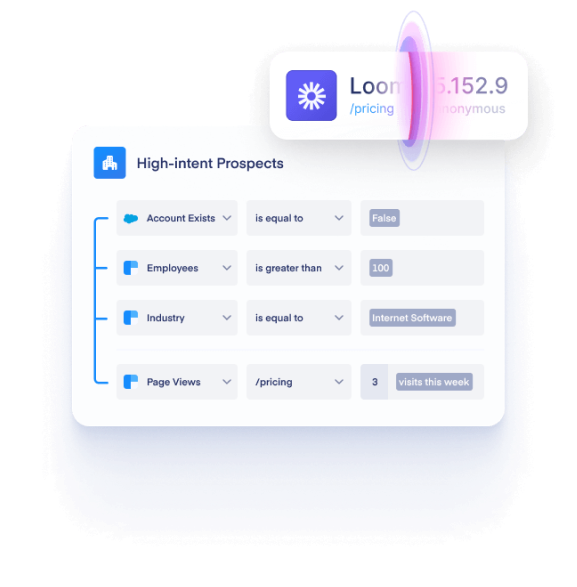 Loom 5.152.9
/pricing nonymous
High-intent Prospects
Account Exists is equal to False
Employees is greater than 100
Industry is equal to Internet Software
Page Views /pricing 3 visits this week